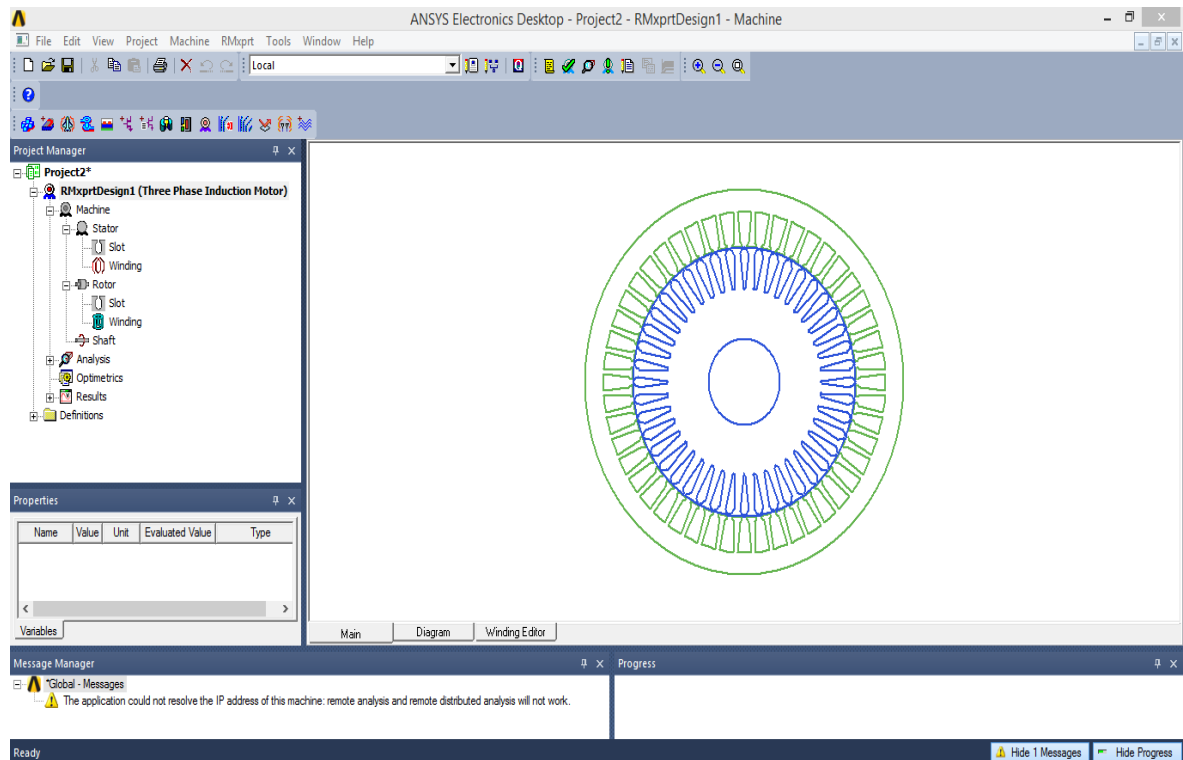 ANSYS Electronics Desktop - Project2 - RMxprtDesign1 - Machine
File Edit View Project Machine RMxprt Tools Window Help
Local
Project Manager
Project2*
RMxprtDesign1 (Three Phase Induction Motor)
Machine
Stator
Slot
Winding
Rotor
Slot
Winding
Shaft
Analysis
Optimetrics
Results
Definitions
Properties
Name Value Unit Evaluated Value Type
Variables
Main Diagram Winding Editor
Message Manager
*Global - Messages
The application could not resolve the IP address of this machine: remote analysis and remote distributed analysis will not work.
Progress
Ready
Hide 1 Messages Hide Progress